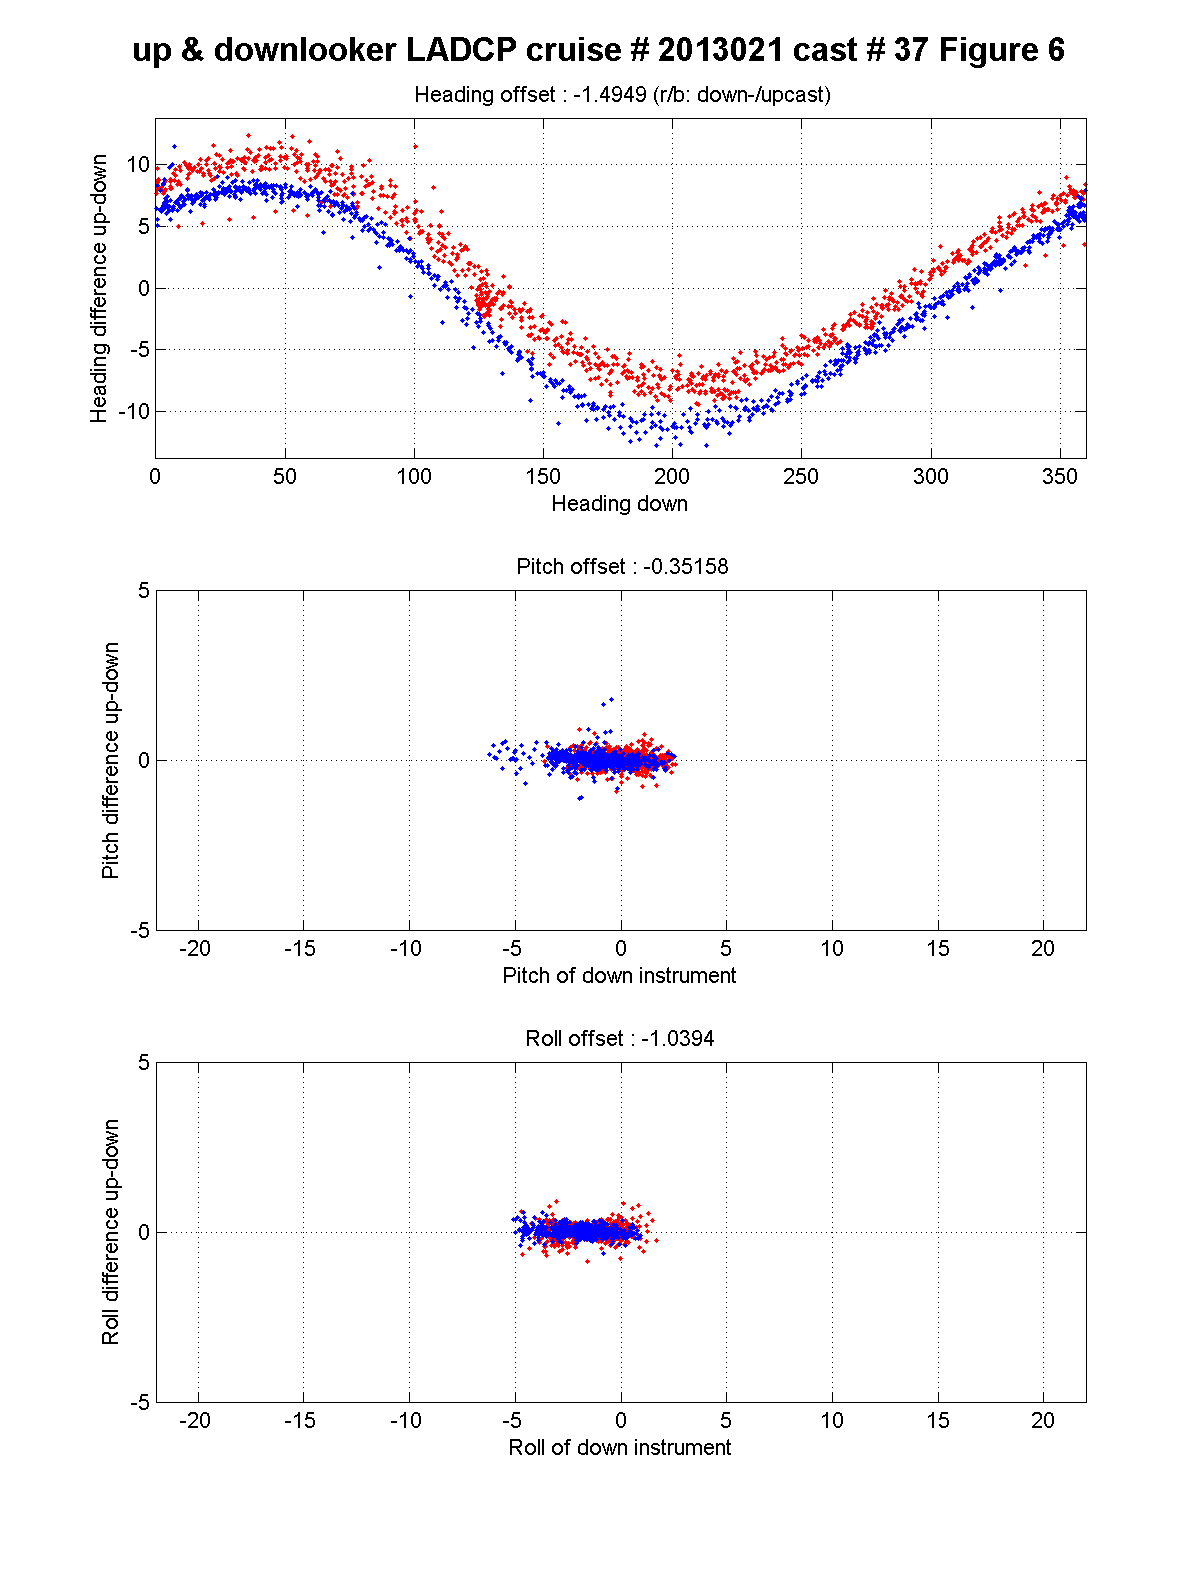 up & downlooker LADCP cruise # 2013021 cast # 37 Figure 6
Heading offset : -1.4949 (r/b: down-/upcast)
Heading difference up-down
10
5
0
-5
-10
0 50 100 150 200 250 300 350
Heading down
Pitch offset : -0.35158
Pitch difference up-down
5
0
-5
-20 -15 -10 -5 0 5 10 15 20
Pitch of down instrument
Roll offset : -1.0394
Roll difference up-down
5
0
-5
-20 -15 -10 -5 0 5 10 15 20
Roll of down instrument